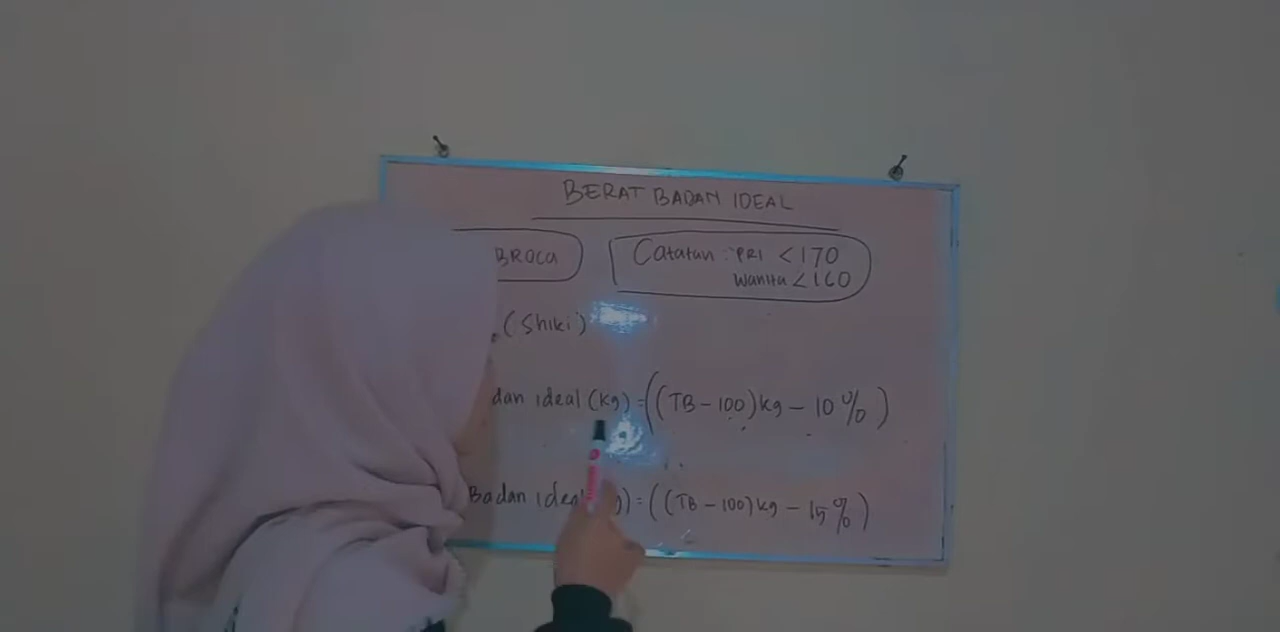 BERAT BADAN IDEAL
BROCA
Catatan : PRI <170
Wanita <160
(Shiki)
dan ideal (kg) = ((TB - 100) kg - 10 % )
Badan idea g) = ((TB - 100) kg - 15 % )